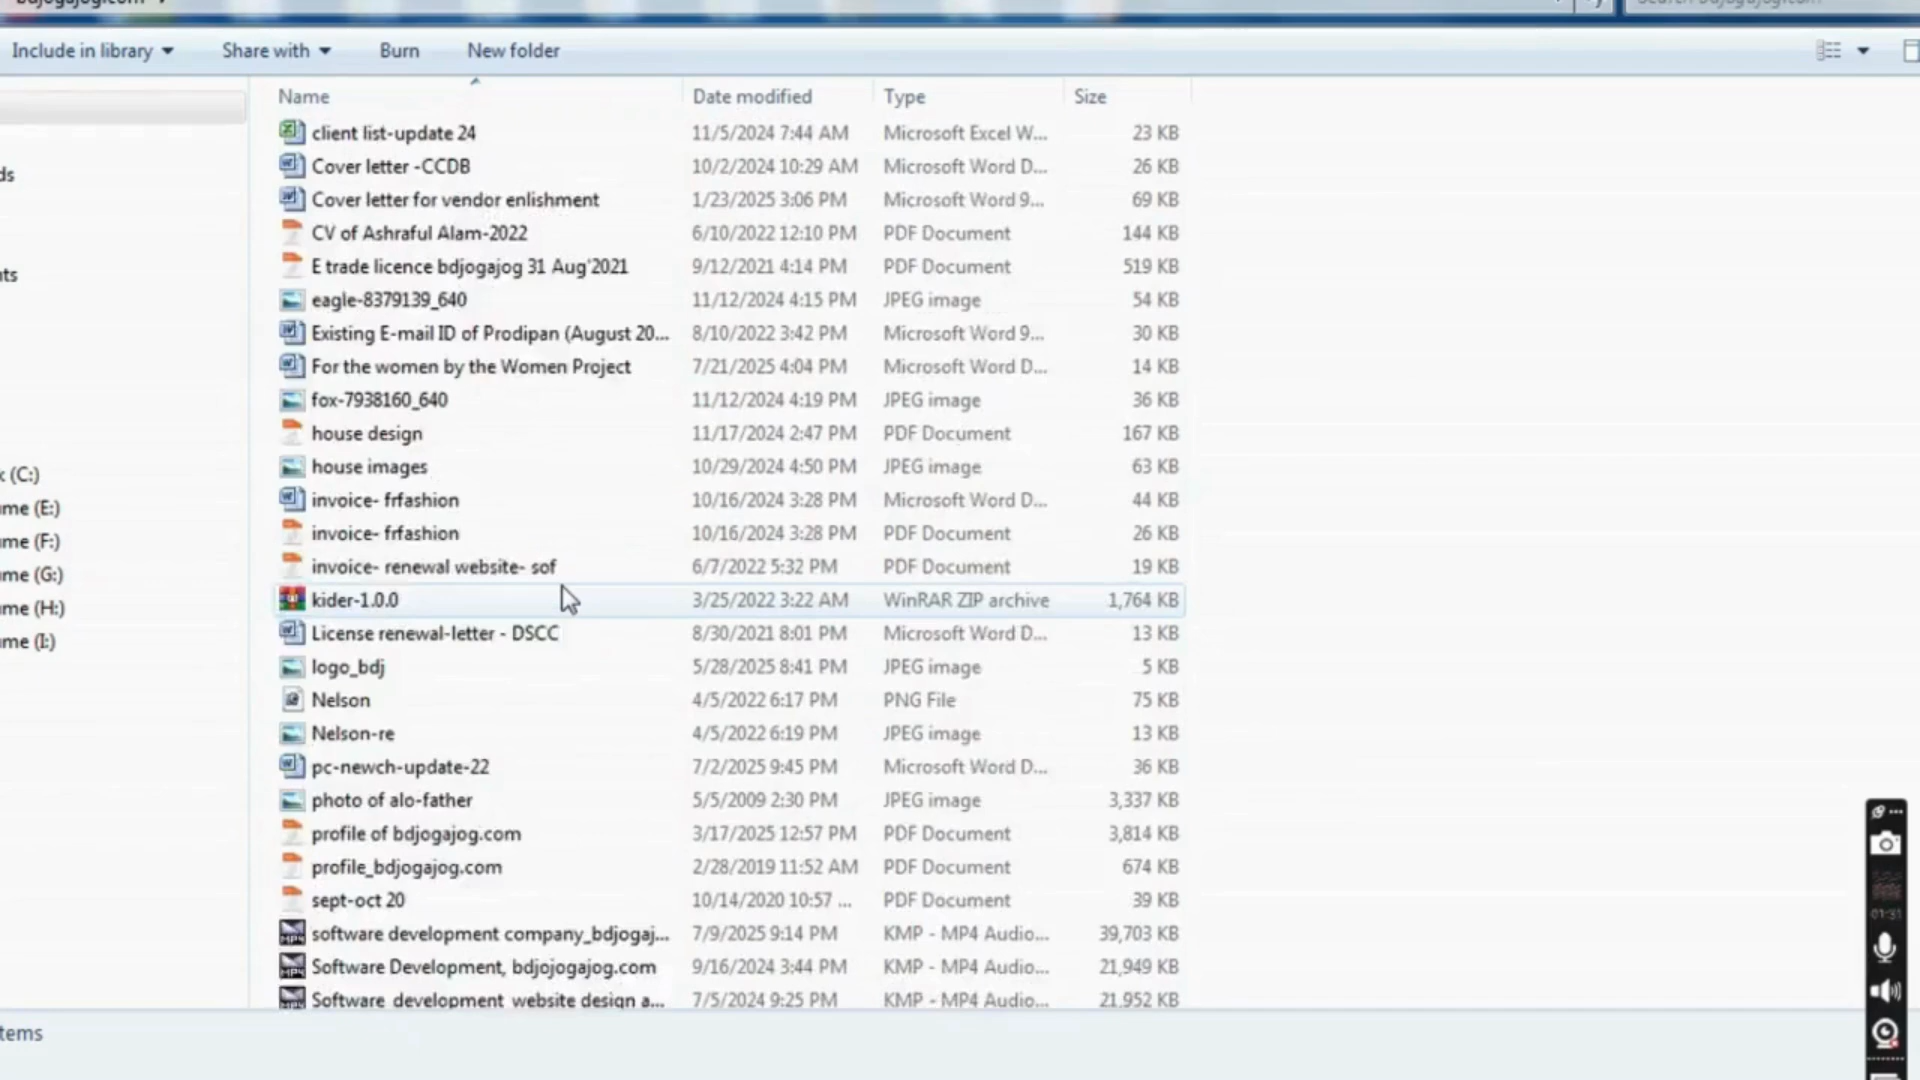 bdjogajog.com
Search bdjogajog.com
Include in library Share with Burn New folder
Name Date modified Type Size
client list-update 24 11/5/2024 7:44 AM Microsoft Excel W... 23 KB
Cover letter -CCDB 10/2/2024 10:29 AM Microsoft Word D... 26 KB
Cover letter for vendor enlishment 1/23/2025 3:06 PM Microsoft Word 9... 69 KB
CV of Ashraful Alam-2022 6/10/2022 12:10 PM PDF Document 144 KB
E trade licence bdjogajog 31 Aug'2021 9/12/2021 4:14 PM PDF Document 519 KB
eagle-8379139_640 11/12/2024 4:15 PM JPEG image 54 KB
Existing E-mail ID of Prodipan (August 20... 8/10/2022 3:42 PM Microsoft Word 9... 30 KB
For the women by the Women Project 7/21/2025 4:04 PM Microsoft Word D... 14 KB
fox-7938160_640 11/12/2024 4:19 PM JPEG image 36 KB
house design 11/17/2024 2:47 PM PDF Document 167 KB
house images 10/29/2024 4:50 PM JPEG image 63 KB
invoice- frfashion 10/16/2024 3:28 PM Microsoft Word D... 44 KB
invoice- frfashion 10/16/2024 3:28 PM PDF Document 26 KB
invoice- renewal website- sof 6/7/2022 5:32 PM PDF Document 19 KB
kider-1.0.0 3/25/2022 3:22 AM WinRAR ZIP archive 1,764 KB
License renewal-letter - DSCC 8/30/2021 8:01 PM Microsoft Word D... 13 KB
logo_bdj 5/28/2025 8:41 PM JPEG image 5 KB
Nelson 4/5/2022 6:17 PM PNG File 75 KB
Nelson-re 4/5/2022 6:19 PM JPEG image 13 KB
pc-newch-update-22 7/2/2025 9:45 PM Microsoft Word D... 36 KB
photo of alo-father 5/5/2009 2:30 PM JPEG image 3,337 KB
profile of bdjogajog.com 3/17/2025 12:57 PM PDF Document 3,814 KB
profile_bdjogajog.com 2/28/2019 11:52 AM PDF Document 674 KB
sept-oct 20 10/14/2020 10:57 ... PDF Document 39 KB
software development company_bdjogaj... 7/9/2025 9:14 PM KMP - MP4 Audio... 39,703 KB
Software Development, bdjojogajog.com 9/16/2024 3:44 PM KMP - MP4 Audio... 21,949 KB
Software development website design a... 7/5/2024 9:25 PM KMP - MP4 Audio... 21,952 KB
ds
nts
k (C:)
ume (E:)
ume (F:)
ume (G:)
ume (H:)
ume (I:)
tems
01:31